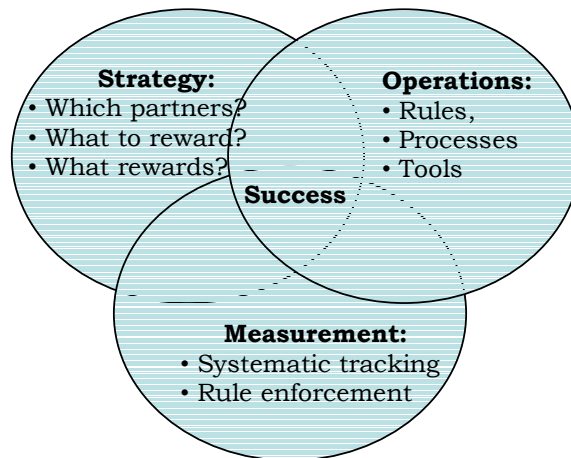 Strategy:
• Which partners?
• What to reward?
• What rewards?
Operations:
• Rules,
• Processes
• Tools
Success
Measurement:
• Systematic tracking
• Rule enforcement